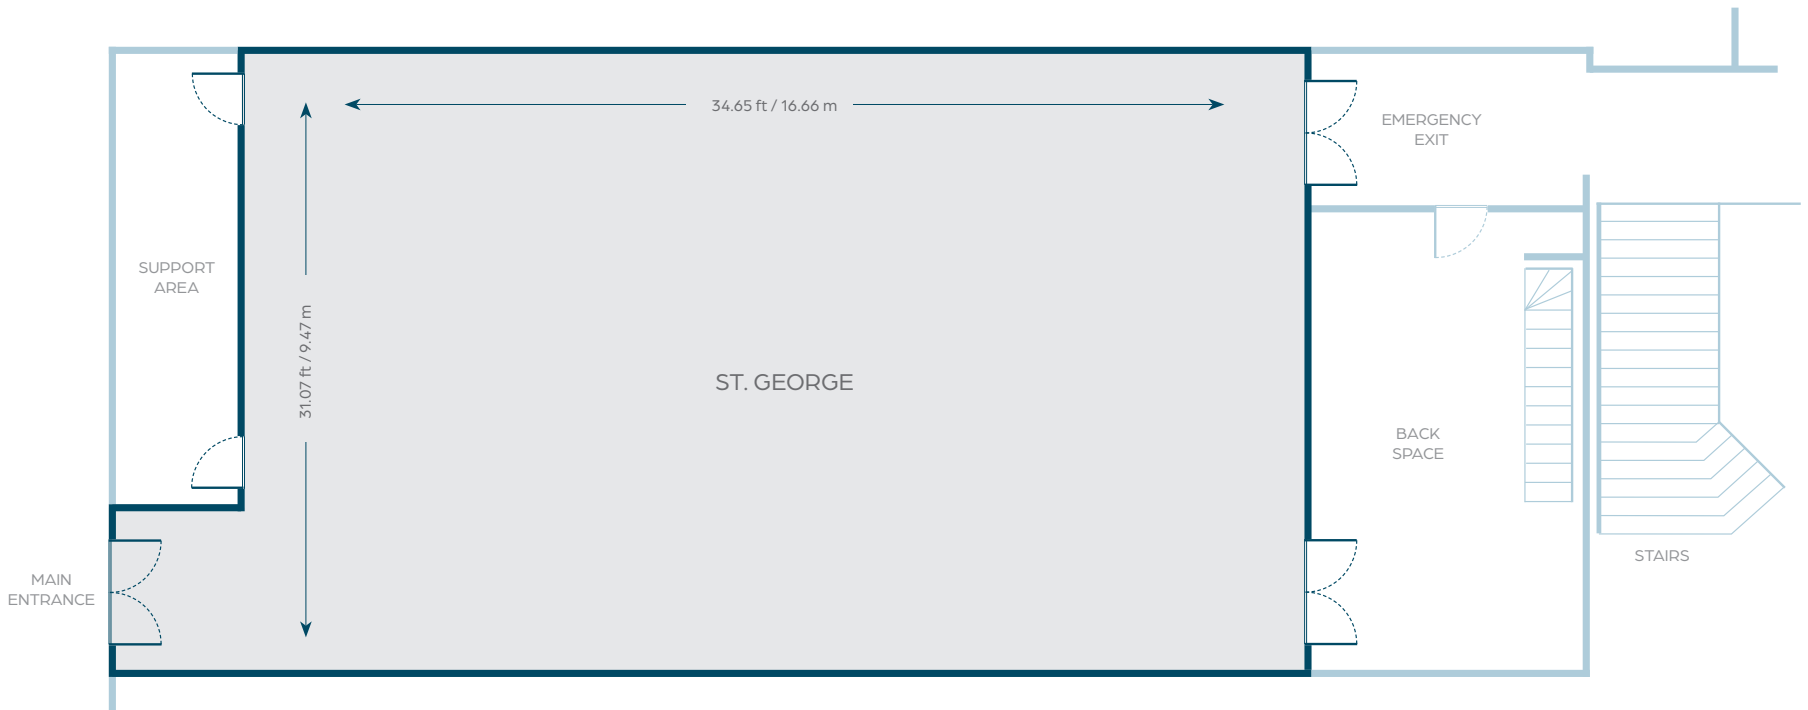 34.65 ft / 16.66 m
EMERGENCY
EXIT
SUPPORT
AREA
31.07 ft / 9.47 m
ST. GEORGE
BACK
SPACE
STAIRS
MAIN
ENTRANCE